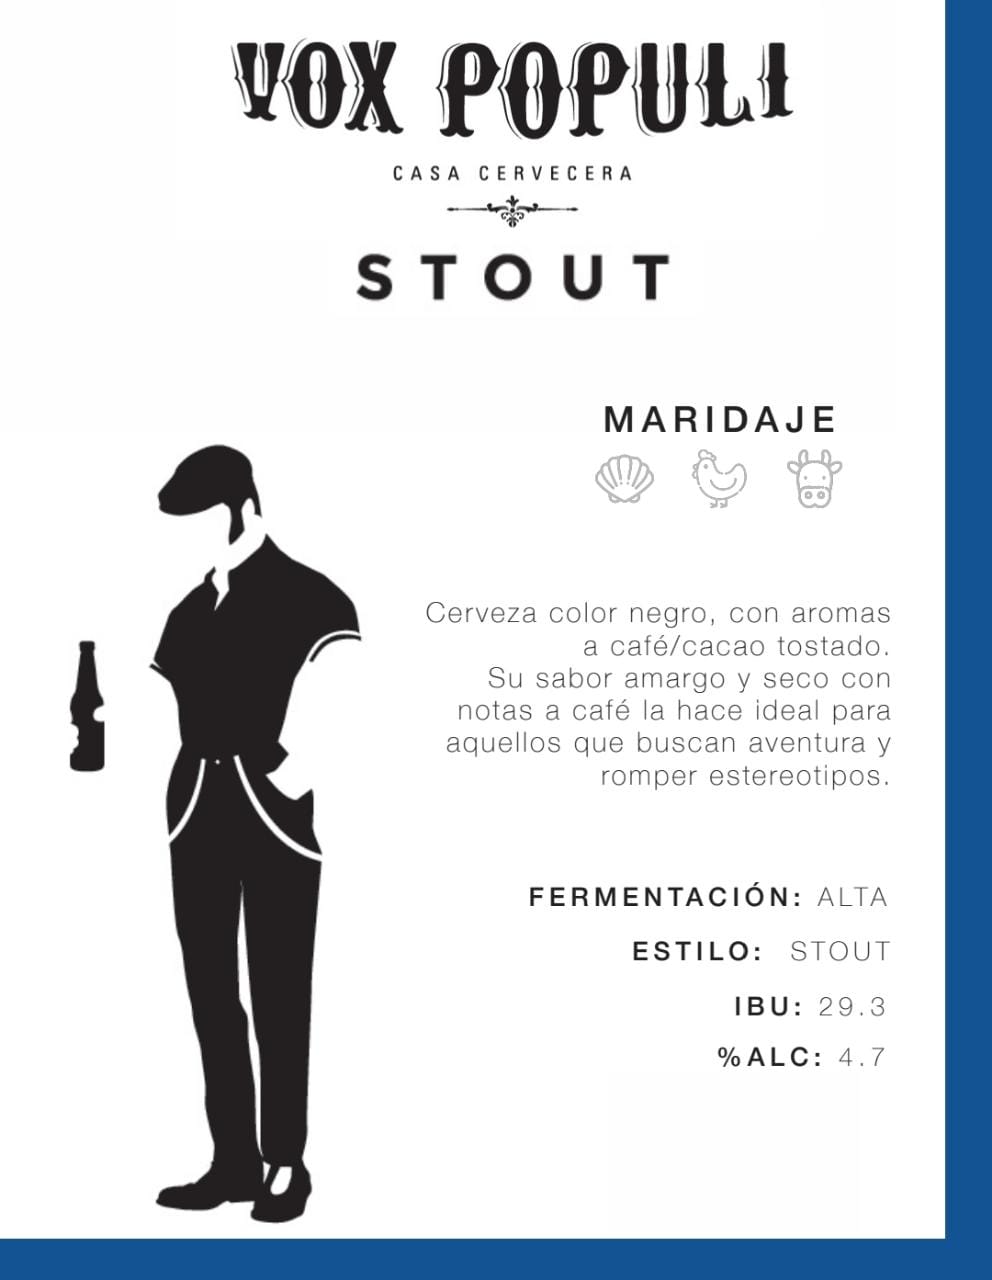 VOX POPULI
CASA CERVECERA
STOUT
MARIDAJE
Cerveza color negro, con aromas
a café/cacao tostado.
Su sabor amargo y seco con
notas a café la hace ideal para
aquellos que buscan aventura y
romper estereotipos.
FERMENTACIÓN: ALTA
ESTILO: STOUT
IBU: 29.3
%ALC: 4.7